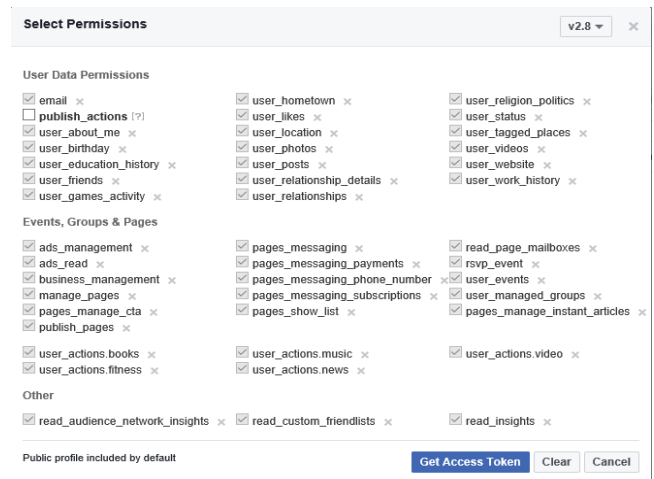 Select Permissions
v2.8
User Data Permissions
email user_hometown user_religion_politics
publish_actions [?] user_likes user_status
user_about_me user_location user_tagged_places
user_birthday user_photos user_videos
user_education_history user_posts user_website
user_friends user_relationship_details user_work_history
user_games_activity user_relationships
Events, Groups & Pages
ads_management pages_messaging read_page_mailboxes
ads_read pages_messaging_payments rsvp_event
business_management pages_messaging_phone_number user_events
manage_pages pages_messaging_subscriptions user_managed_groups
pages_manage_cta pages_show_list pages_manage_instant_articles
publish_pages
user_actions.books user_actions.music user_actions.video
user_actions.fitness user_actions.news
Other
read_audience_network_insights read_custom_friendlists read_insights
Public profile included by default Get Access Token Clear Cancel